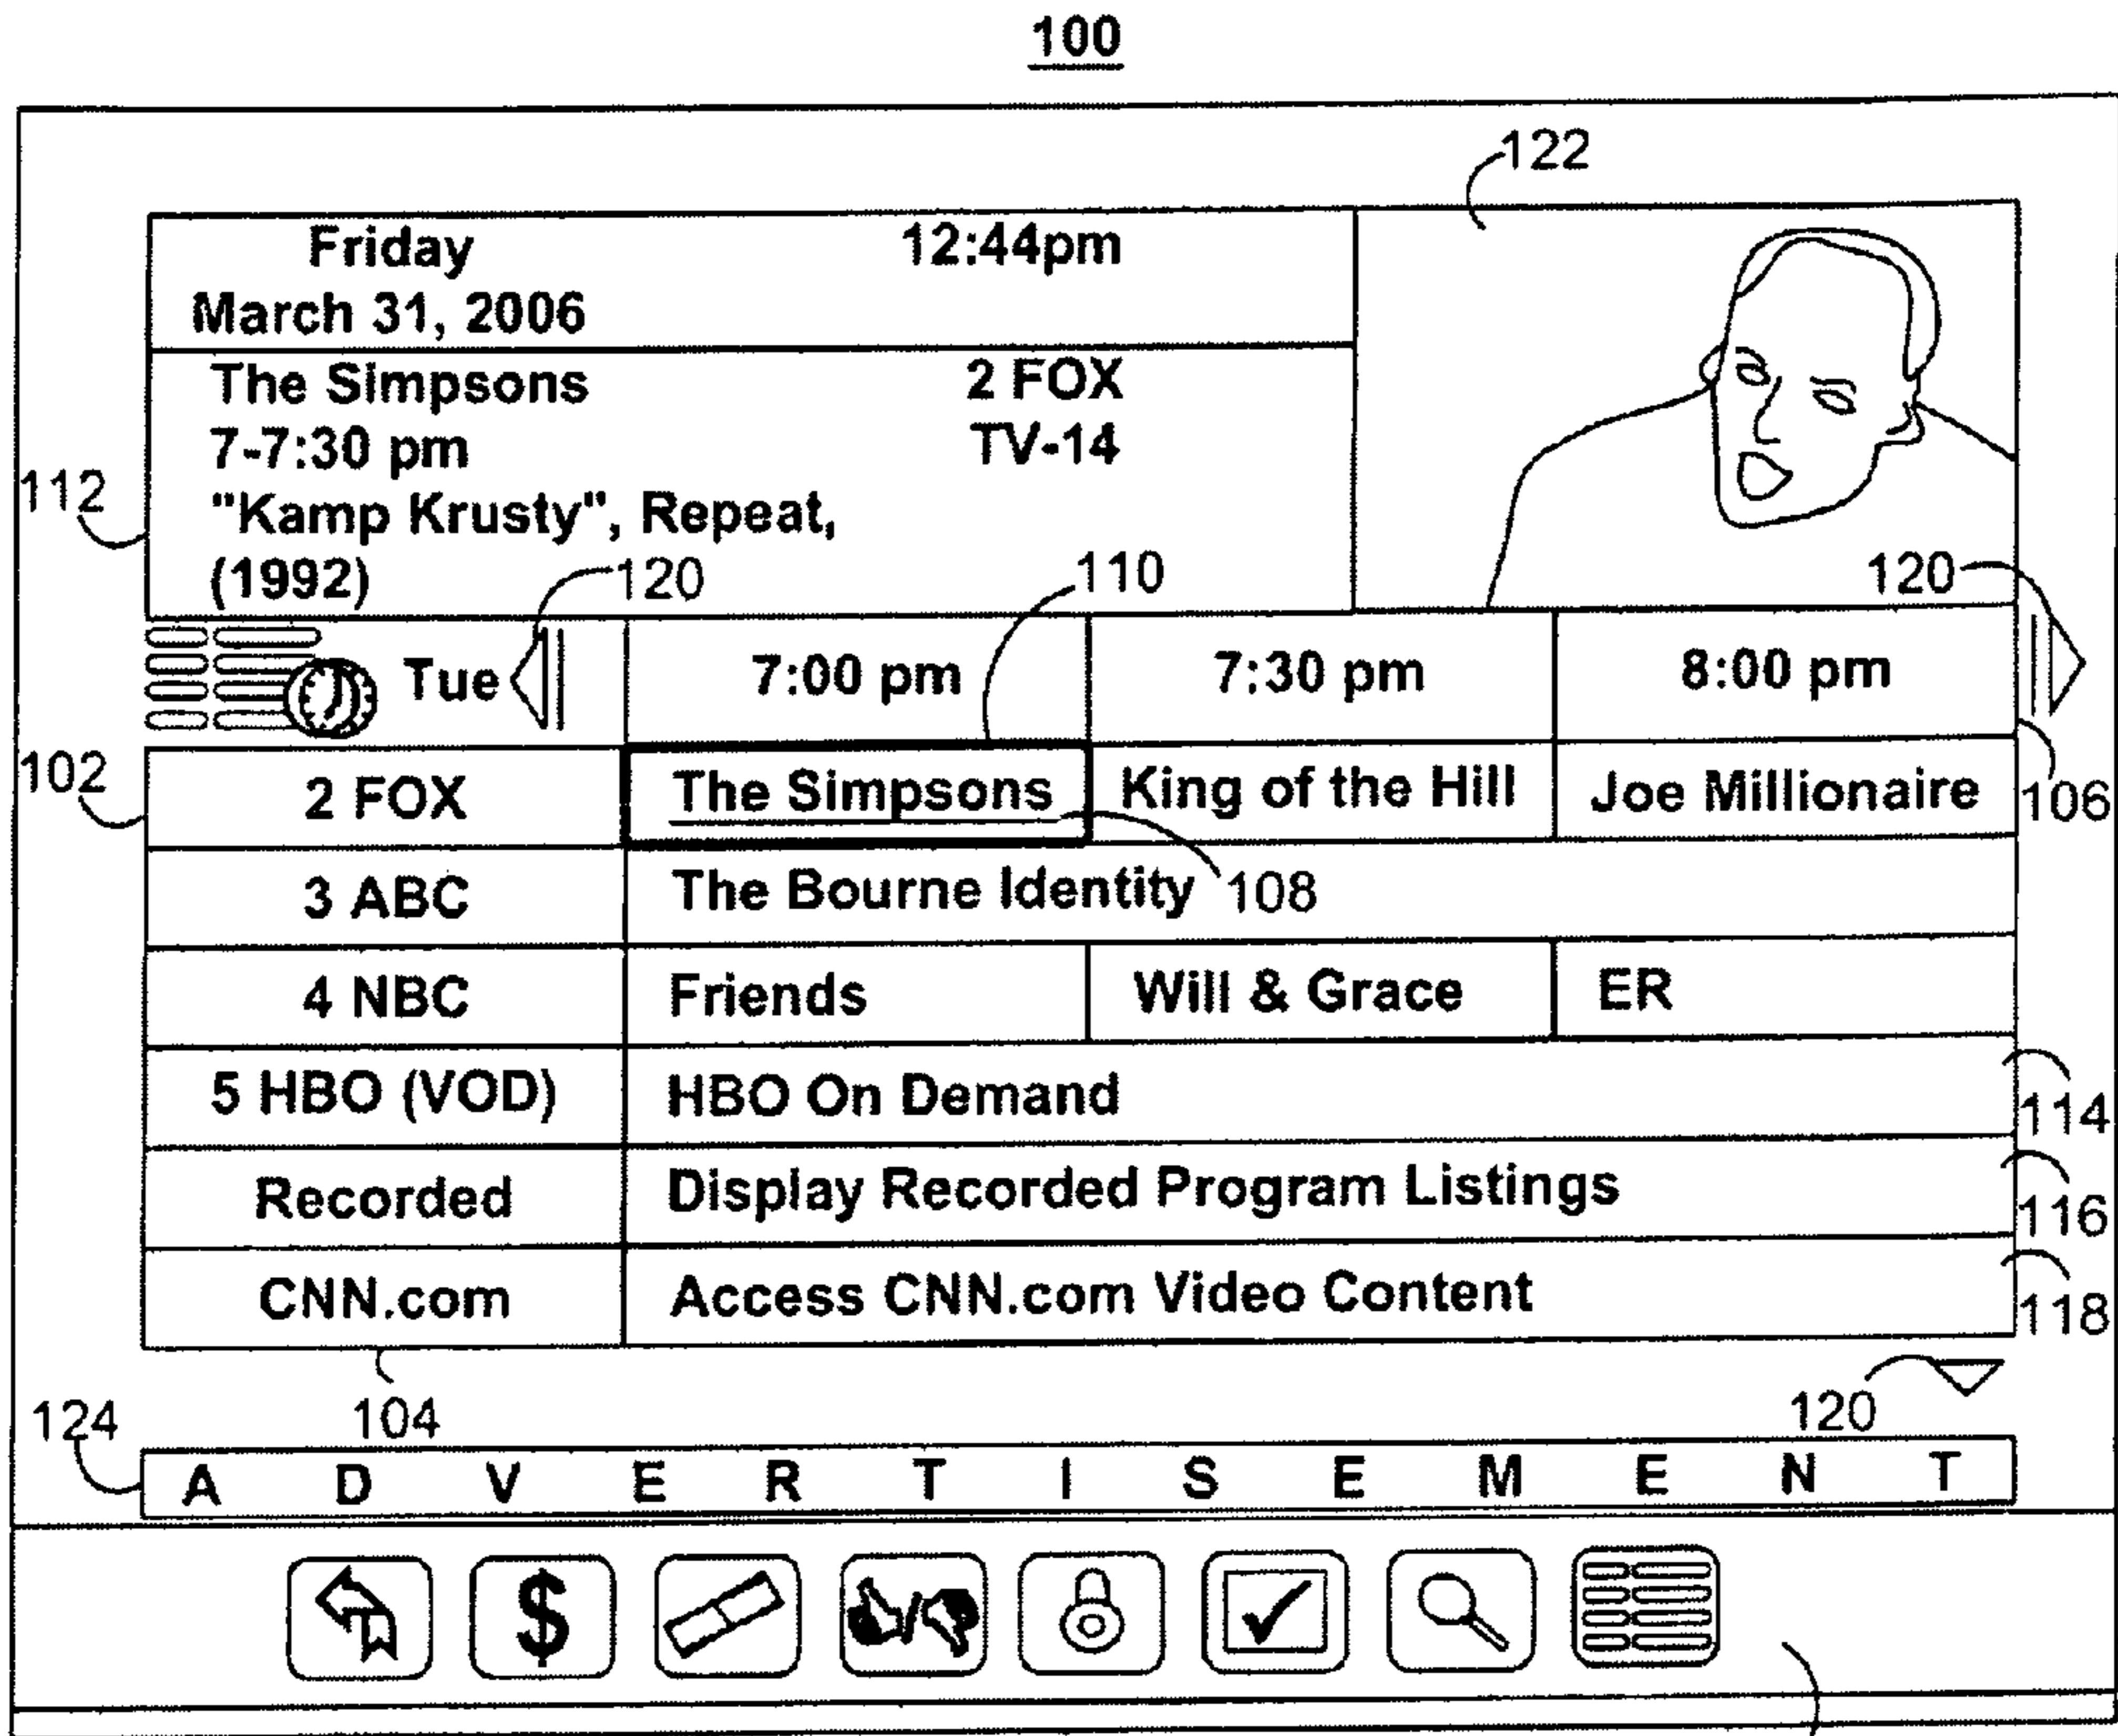 100
122
Friday 12:44pm
March 31, 2006
The Simpsons 2 FOX
7-7:30 pm TV-14
112
"Kamp Krusty", Repeat,
(1992)
120 110 120
Tue 7:00 pm 7:30 pm 8:00 pm
102
2 FOX The Simpsons King of the Hill Joe Millionaire
106
3 ABC The Bourne Identity 108
4 NBC Friends Will & Grace ER
5 HBO (VOD) HBO On Demand
114
Recorded Display Recorded Program Listings
116
CNN.com Access CNN.com Video Content
118
124 104 120
A D V E R T I S E M E N T
$